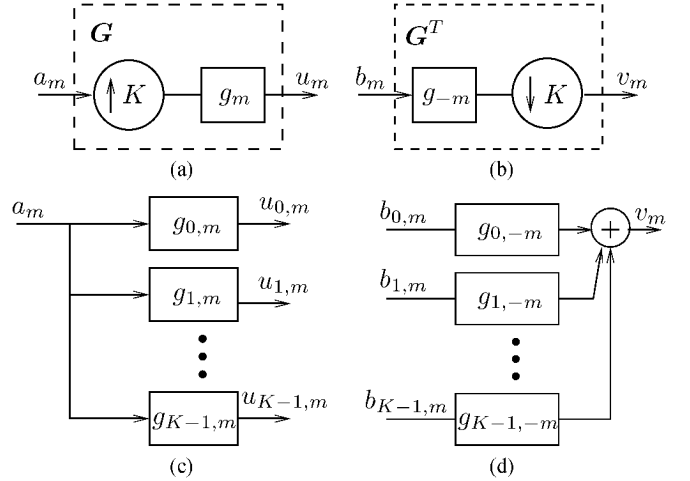 G
a_m
↑ K
g_m
u_m
(a)
G^T
b_m
g_{-m}
↓ K
v_m
(b)
a_m
g_{0,m}
u_{0,m}
g_{1,m}
u_{1,m}
g_{K-1,m}
u_{K-1,m}
(c)
b_{0,m}
g_{0,-m}
+
v_m
b_{1,m}
g_{1,-m}
b_{K-1,m}
g_{K-1,-m}
(d)